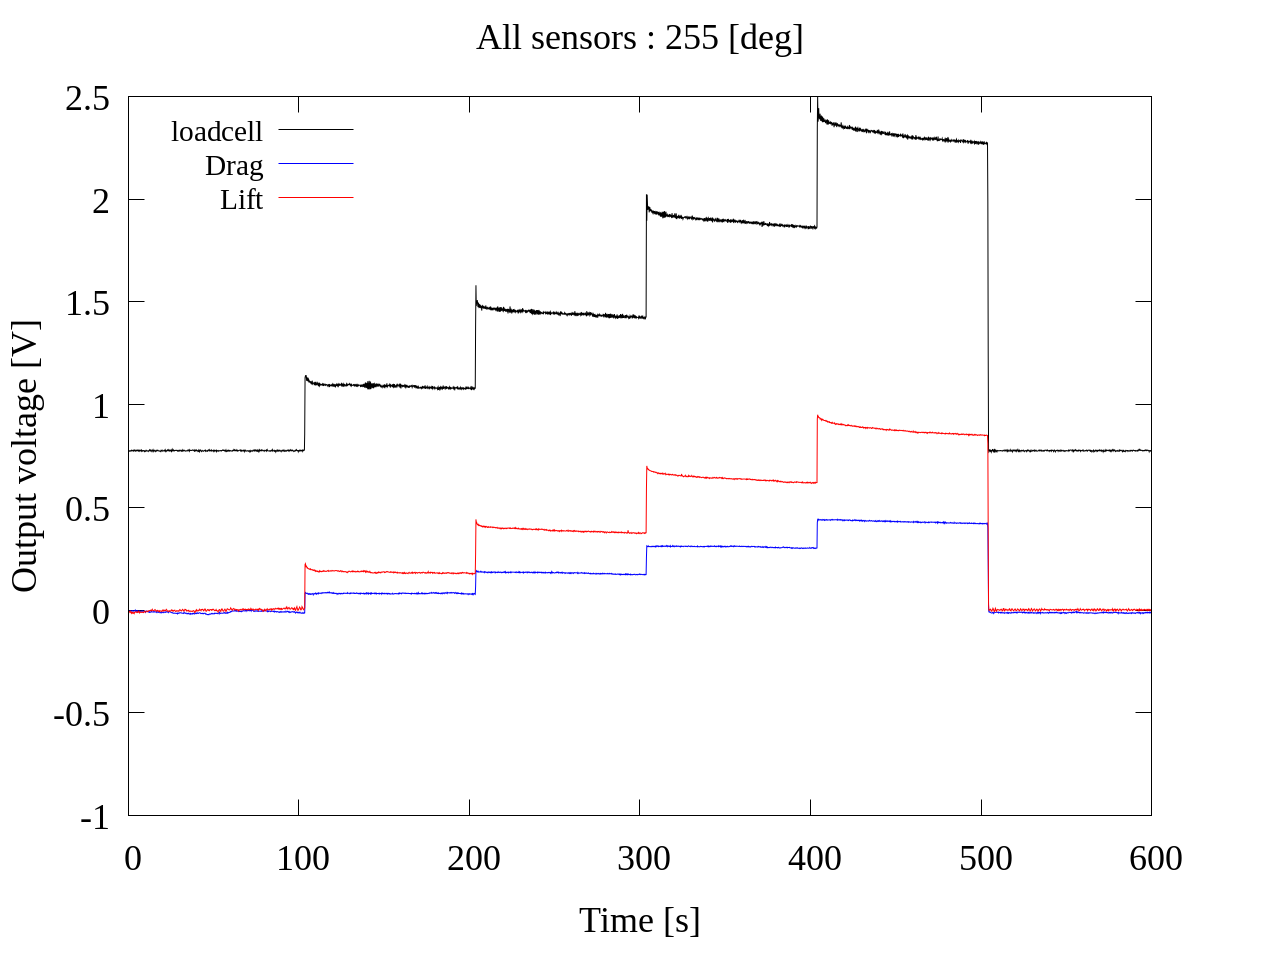 All sensors : 255 [deg]
2.5
2
1.5
1
0.5
0
-0.5
-1
loadcell
Drag
Lift
Output voltage [V]
0 100 200 300 400 500 600
Time [s]